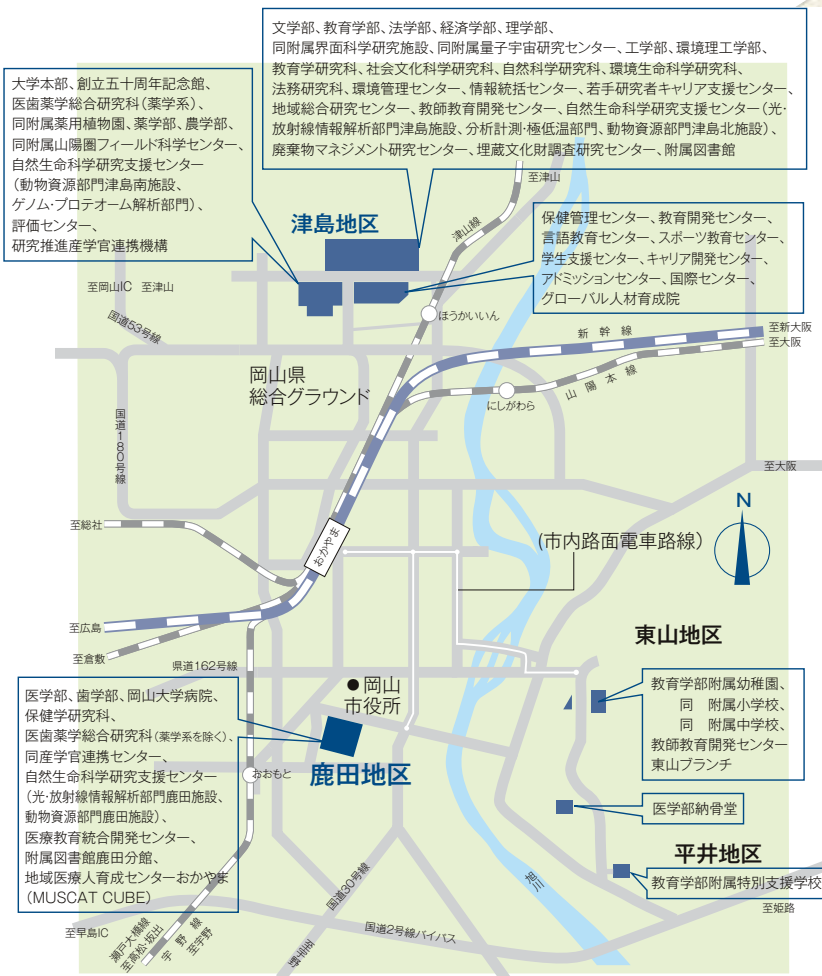 文学部、教育学部、法学部、経済学部、理学部、
同附属界面科学研究施設、同附属量子宇宙研究センター、工学部、環境理工学部、
教育学研究科、社会文化科学研究科、自然科学研究科、環境生命科学研究科、
法務研究科、環境管理センター、情報統括センター、若手研究者キャリア支援センター、
地域総合研究センター、教師教育開発センター、自然生命科学研究支援センター（光・
放射線情報解析部門津島施設、分析計測・極低温部門、動物資源部門津島北施設）、
廃棄物マネジメント研究センター、埋蔵文化財調査研究センター、附属図書館
大学本部、創立五十周年記念館、
医歯薬学総合研究科（薬学系）、
同附属薬用植物園、薬学部、農学部、
同附属山陽圏フィールド科学センター、
自然生命科学研究支援センター
（動物資源部門津島南施設、
ゲノム・プロテオーム解析部門）、
評価センター、
研究推進産学官連携機構
至津山
津島地区
津山線
保健管理センター、教育開発センター、
言語教育センター、スポーツ教育センター、
学生支援センター、キャリア開発センター、
アドミッションセンター、国際センター、
グローバル人材育成院
至岡山IC 至津山
国道53号線
ほうかいいん
新幹線
至新大阪
至大阪
岡山県
総合グラウンド
にしがわら
山陽本線
国道180号線
至大阪
至総社
おかやま
（市内路面電車路線）
N
至広島
至倉敷
県道162号線
東山地区
●岡山
市役所
教育学部附属幼稚園、
同 附属小学校、
同 附属中学校、
教師教育開発センター
東山ブランチ
医学部、歯学部、岡山大学病院、
保健学研究科、
医歯薬学総合研究科（薬学系を除く）、
同産学官連携センター、
自然生命科学研究支援センター
（光・放射線情報解析部門鹿田施設、
動物資源部門鹿田施設）、
医療教育統合開発センター、
附属図書館鹿田分館、
地域医療人育成センターおかやま
（MUSCAT CUBE）
鹿田地区
おおもと
医学部納骨堂
平井地区
教育学部附属特別支援学校
旭川
国道30号線
至姫路
国道2号線バイパス
至早島IC
瀬戸大橋線
至高松・坂出
宇野線
至宇野
至宇野